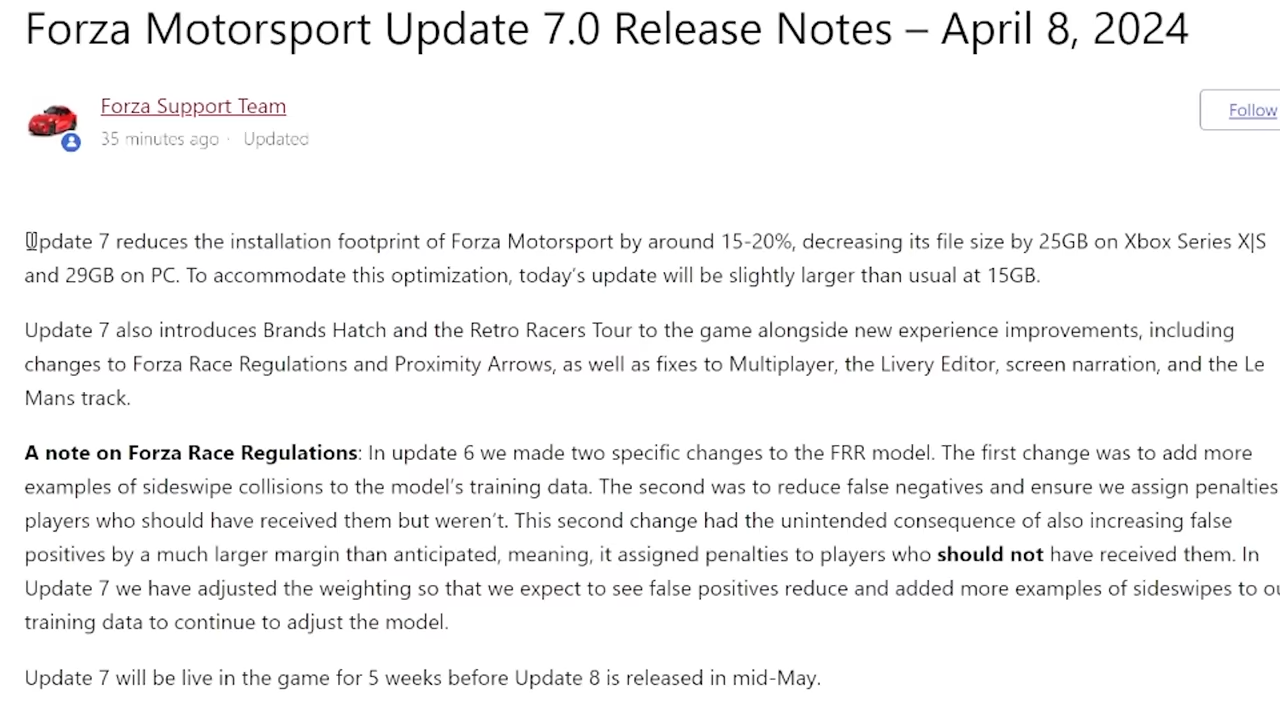 Forza Motorsport Update 7.0 Release Notes – April 8, 2024
Forza Support Team
35 minutes ago · Updated
Follow
Update 7 reduces the installation footprint of Forza Motorsport by around 15-20%, decreasing its file size by 25GB on Xbox Series X|S
and 29GB on PC. To accommodate this optimization, today's update will be slightly larger than usual at 15GB.
Update 7 also introduces Brands Hatch and the Retro Racers Tour to the game alongside new experience improvements, including
changes to Forza Race Regulations and Proximity Arrows, as well as fixes to Multiplayer, the Livery Editor, screen narration, and the Le
Mans track.
A note on Forza Race Regulations: In update 6 we made two specific changes to the FRR model. The first change was to add more
examples of sideswipe collisions to the model's training data. The second was to reduce false negatives and ensure we assign penalties
players who should have received them but weren't. This second change had the unintended consequence of also increasing false
positives by a much larger margin than anticipated, meaning, it assigned penalties to players who should not have received them. In
Update 7 we have adjusted the weighting so that we expect to see false positives reduce and added more examples of sideswipes to
training data to continue to adjust the model.
Update 7 will be live in the game for 5 weeks before Update 8 is released in mid-May.